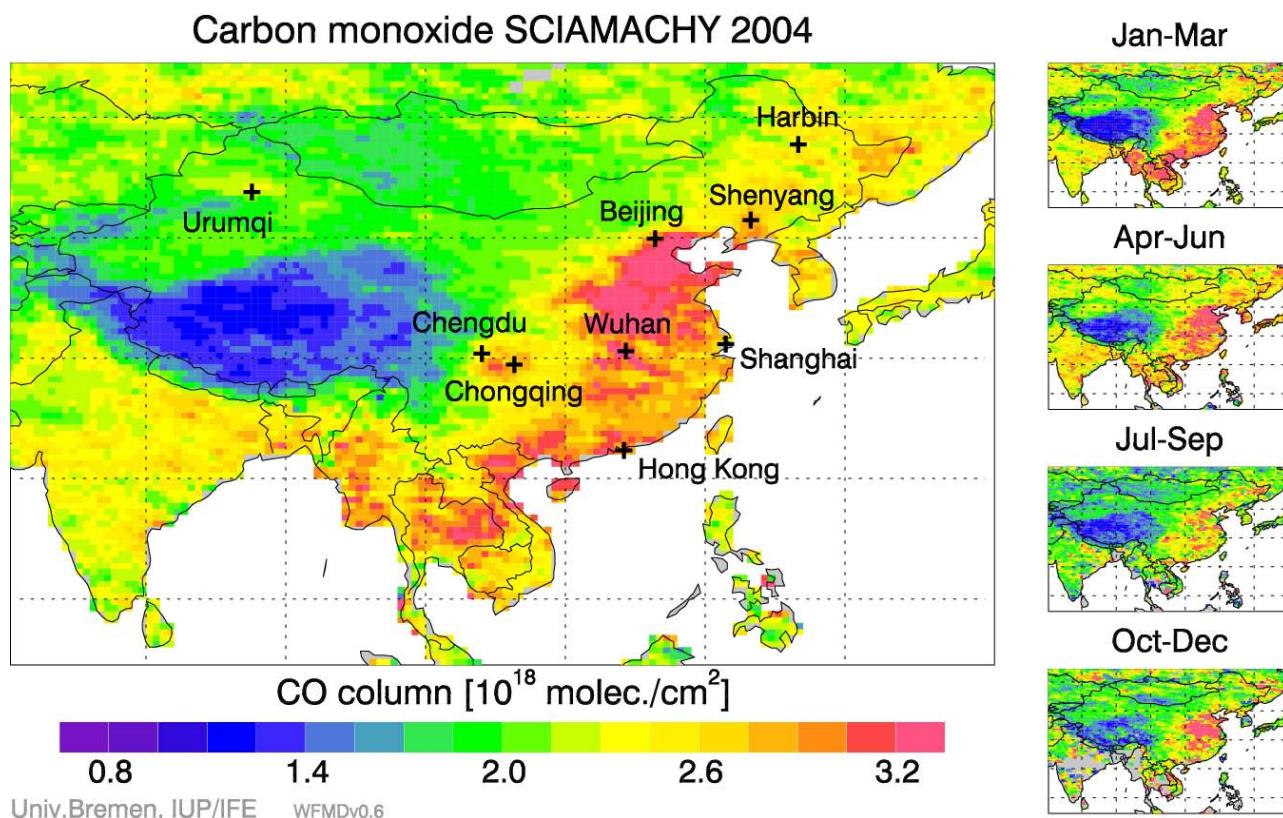 Carbon monoxide SCIAMACHY 2004
Harbin
Urumqi
Beijing
Shenyang
Chengdu
Wuhan
Shanghai
Chongqing
Hong Kong
CO column [10¹⁸ molec./cm²]
0.8 1.4 2.0 2.6 3.2
Univ.Bremen, IUP/IFE WFMDv0.6
Jan-Mar
Apr-Jun
Jul-Sep
Oct-Dec